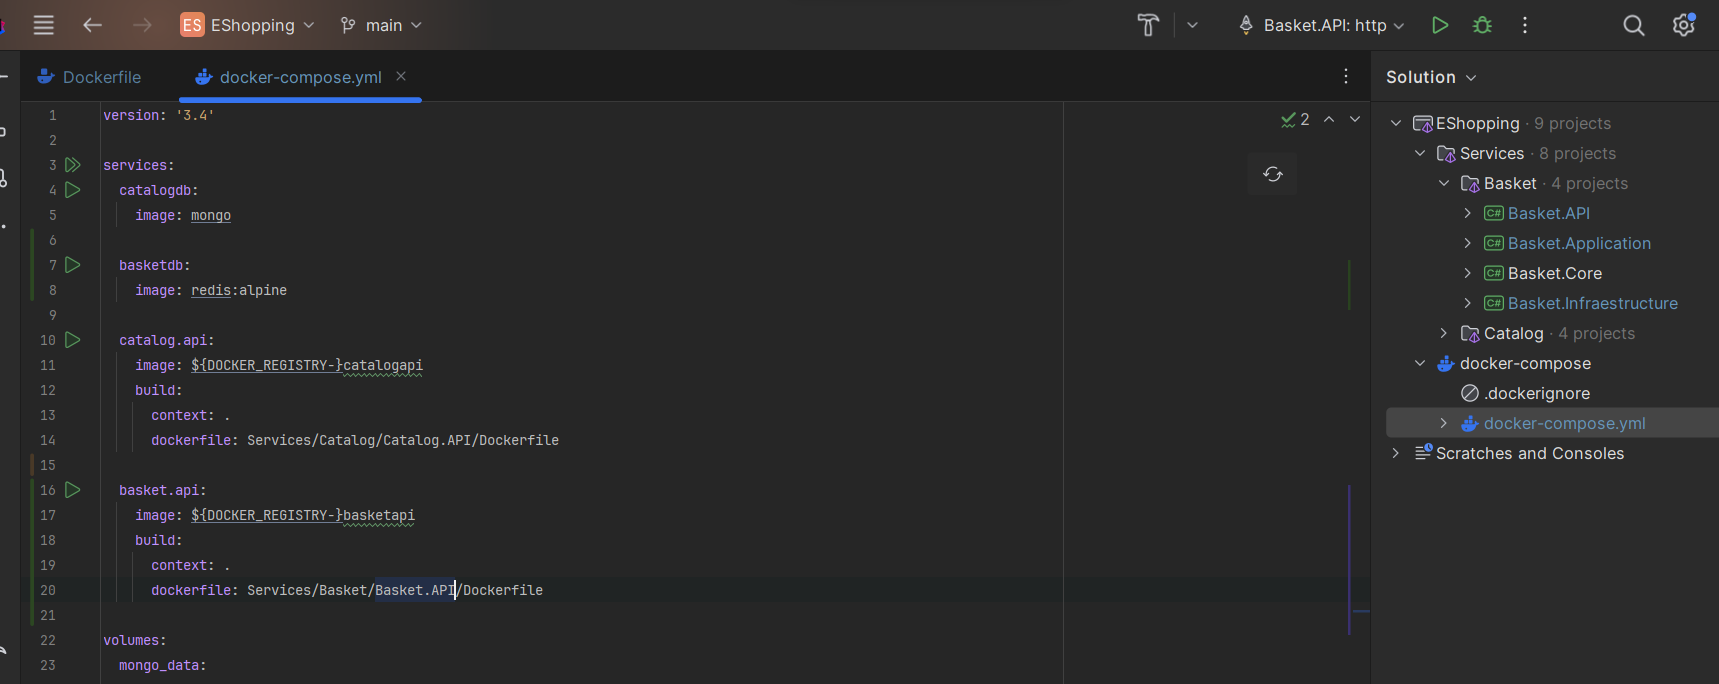 ES EShopping main Basket.API: http
Dockerfile docker-compose.yml Solution
1 version: '3.4'
2
3 services:
4 catalogdb:
5 image: mongo
6
7 basketdb:
8 image: redis:alpine
9
10 catalog.api:
11 image: ${DOCKER_REGISTRY-}catalogapi
12 build:
13 context: .
14 dockerfile: Services/Catalog/Catalog.API/Dockerfile
15
16 basket.api:
17 image: ${DOCKER_REGISTRY-}basketapi
18 build:
19 context: .
20 dockerfile: Services/Basket/Basket.API/Dockerfile
21
22 volumes:
23 mongo_data:
2
EShopping · 9 projects
Services · 8 projects
Basket · 4 projects
C# Basket.API
C# Basket.Application
C# Basket.Core
C# Basket.Infraestructure
Catalog · 4 projects
docker-compose
.dockerignore
docker-compose.yml
Scratches and Consoles